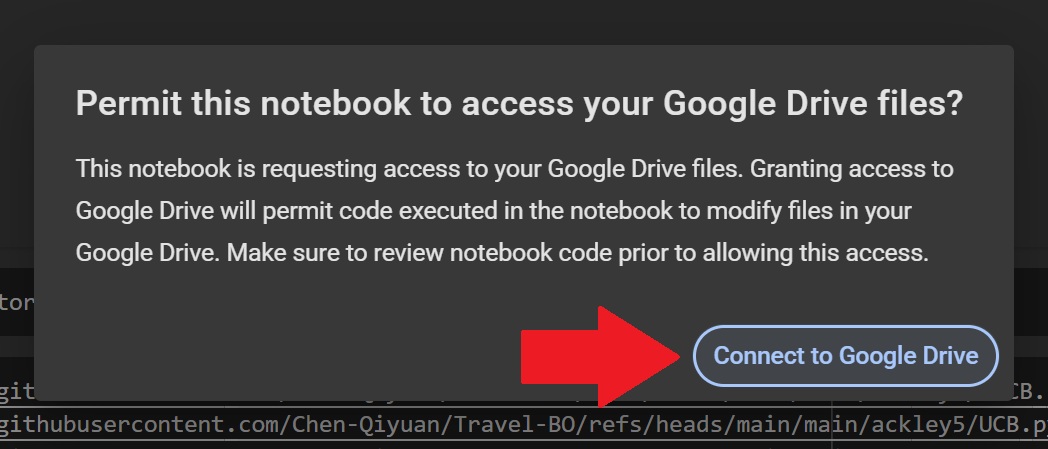 Permit this notebook to access your Google Drive files?
This notebook is requesting access to your Google Drive files. Granting access to
Google Drive will permit code executed in the notebook to modify files in your
Google Drive. Make sure to review notebook code prior to allowing this access.
tor
Connect to Google Drive
git
CB.
githubusercontent.com/Chen-Qiyuan/Travel-BO/refs/heads/main/main/ackley5/UCB.py